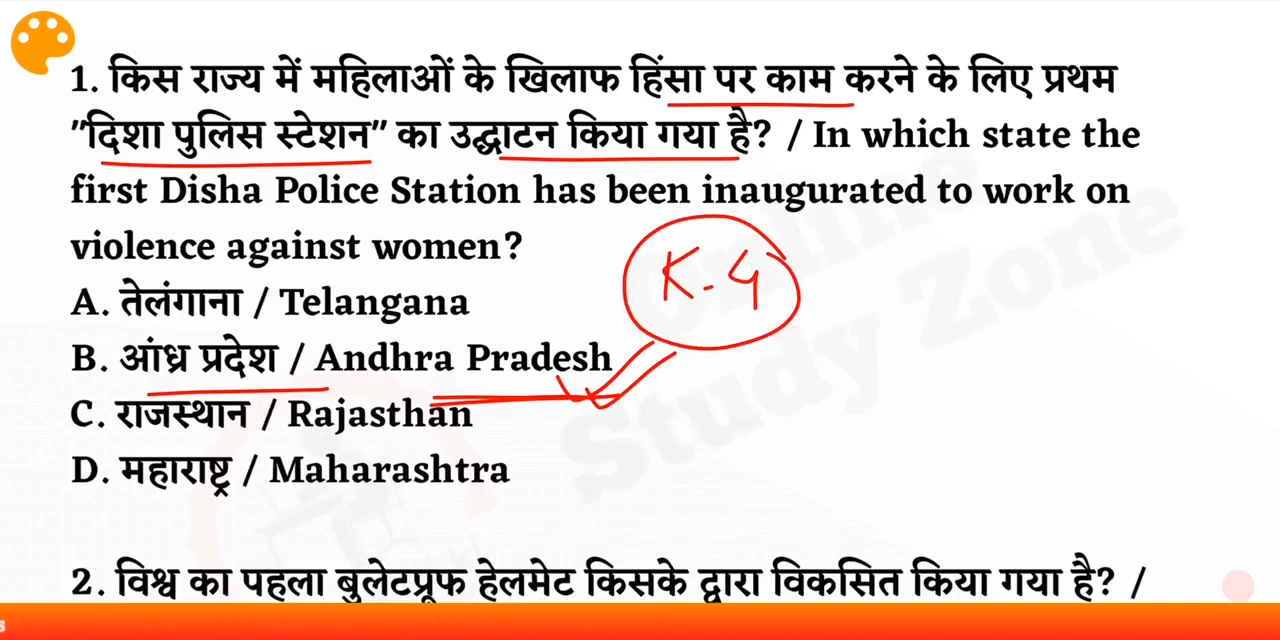 1. किस राज्य में महिलाओं के खिलाफ हिंसा पर काम करने के लिए प्रथम
"दिशा पुलिस स्टेशन" का उद्घाटन किया गया है? / In which state the
first Disha Police Station has been inaugurated to work on
violence against women?
K-4
A. तेलंगाना / Telangana
B. आंध्र प्रदेश / Andhra Pradesh
C. राजस्थान / Rajasthan
D. महाराष्ट्र / Maharashtra
Online
Study Zone
2. विश्व का पहला बुलेटप्रूफ हेलमेट किसके द्वारा विकसित किया गया है? /